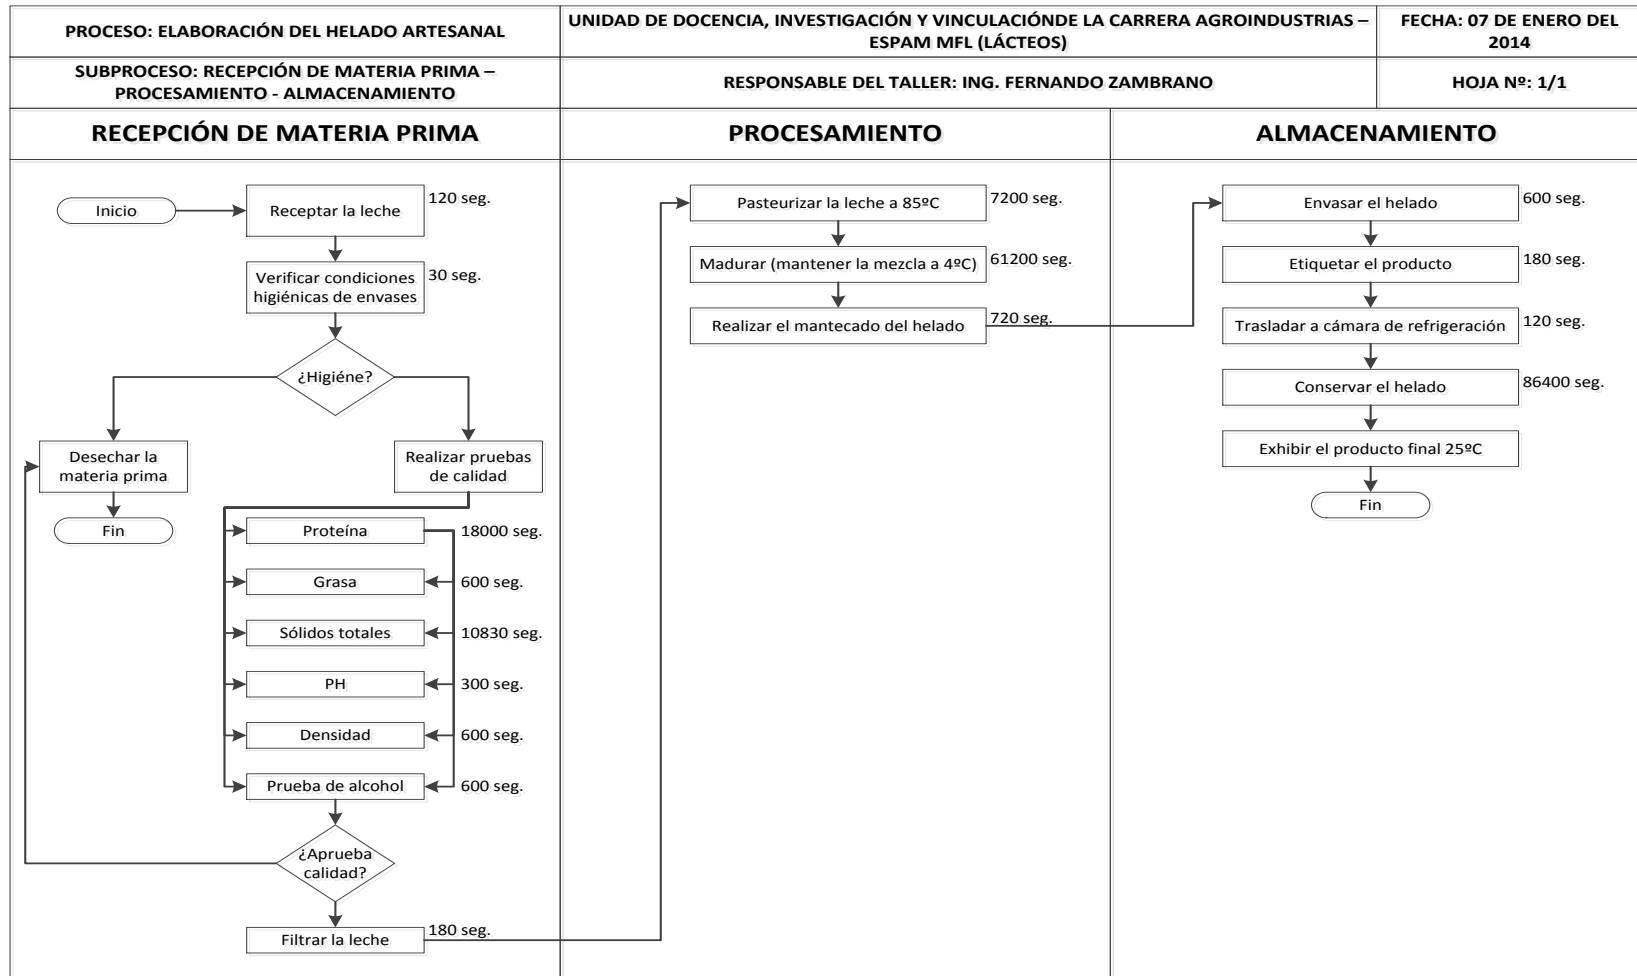 PROCESO: ELABORACIÓN DEL HELADO ARTESANAL
UNIDAD DE DOCENCIA, INVESTIGACIÓN Y VINCULACIÓNDE LA CARRERA AGROINDUSTRIAS –
ESPAM MFL (LÁCTEOS)
FECHA: 07 DE ENERO DEL
2014
SUBPROCESO: RECEPCIÓN DE MATERIA PRIMA –
PROCESAMIENTO - ALMACENAMIENTO
RESPONSABLE DEL TALLER: ING. FERNANDO ZAMBRANO
HOJA Nº: 1/1
RECEPCIÓN DE MATERIA PRIMA
Inicio
Receptar la leche
120 seg.
Verificar condiciones
higiénicas de envases
30 seg.
¿Higiéne?
Desechar la
materia prima
Fin
Realizar pruebas
de calidad
Proteína
18000 seg.
Grasa
600 seg.
Sólidos totales
10830 seg.
PH
300 seg.
Densidad
600 seg.
Prueba de alcohol
600 seg.
¿Aprueba
calidad?
Filtrar la leche
180 seg.
PROCESAMIENTO
Pasteurizar la leche a 85ºC
7200 seg.
Madurar (mantener la mezcla a 4ºC)
61200 seg.
Realizar el mantecado del helado
720 seg.
ALMACENAMIENTO
Envasar el helado
600 seg.
Etiquetar el producto
180 seg.
Trasladar a cámara de refrigeración
120 seg.
Conservar el helado
86400 seg.
Exhibir el producto final 25ºC
Fin